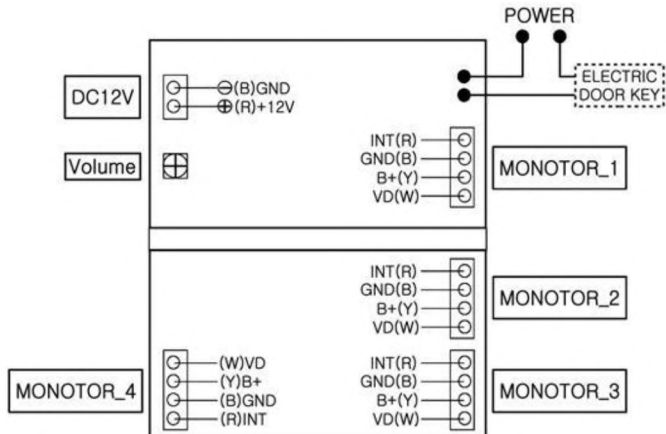 POWER
ELECTRIC
DOOR KEY
DC12V
⊖(B)GND
⊕(R)+12V
Volume
INT(R)
GND(B)
B+(Y)
VD(W)
MONOTOR_1
INT(R)
GND(B)
B+(Y)
VD(W)
MONOTOR_2
MONOTOR_4
(W)VD
(Y)B+
(B)GND
(R)INT
INT(R)
GND(B)
B+(Y)
VD(W)
MONOTOR_3